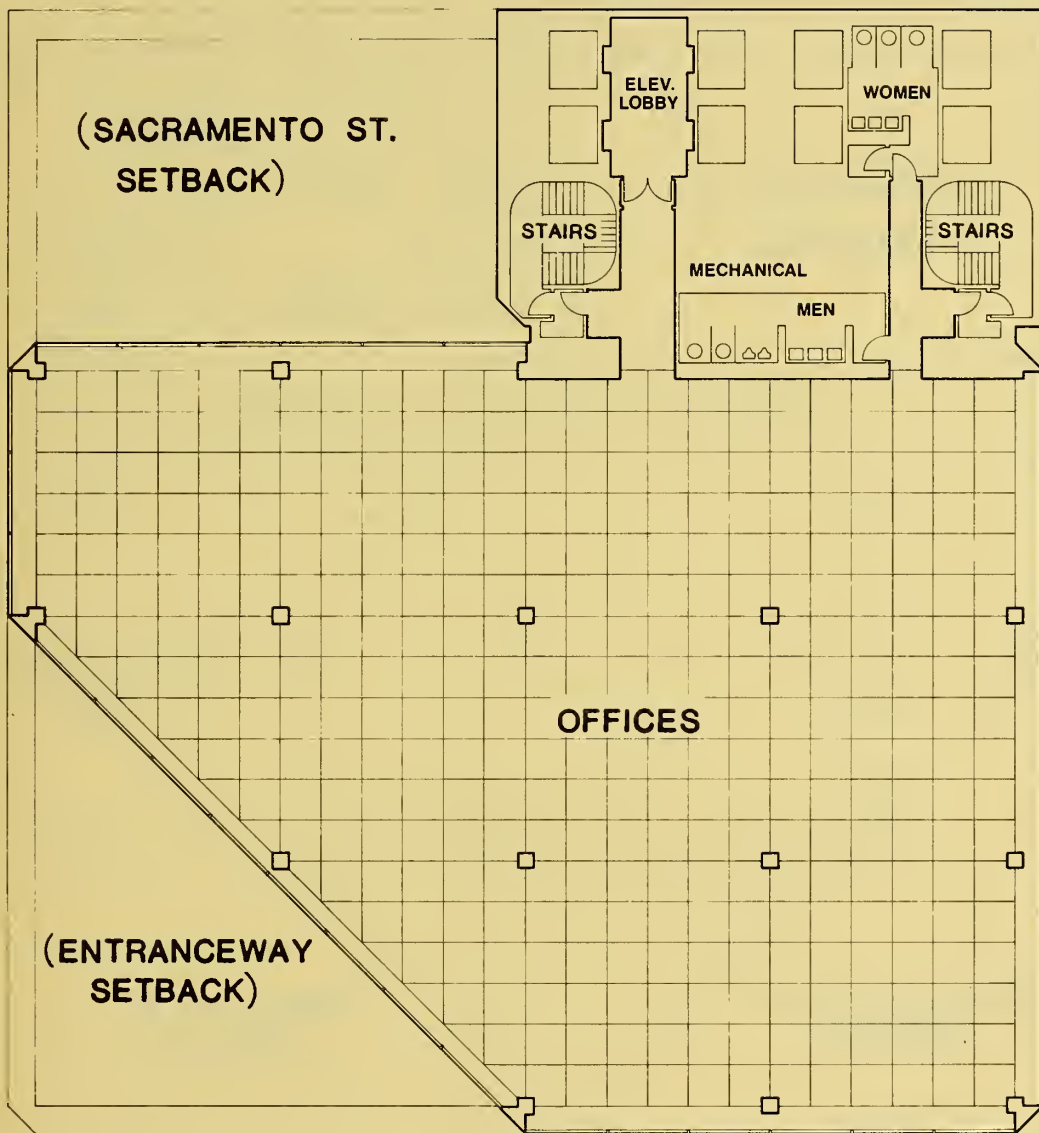 (SACRAMENTO ST.
SETBACK)
ELEV.
LOBBY
WOMEN
STAIRS
STAIRS
MECHANICAL
MEN
OFFICES
(ENTRANCEWAY
SETBACK)